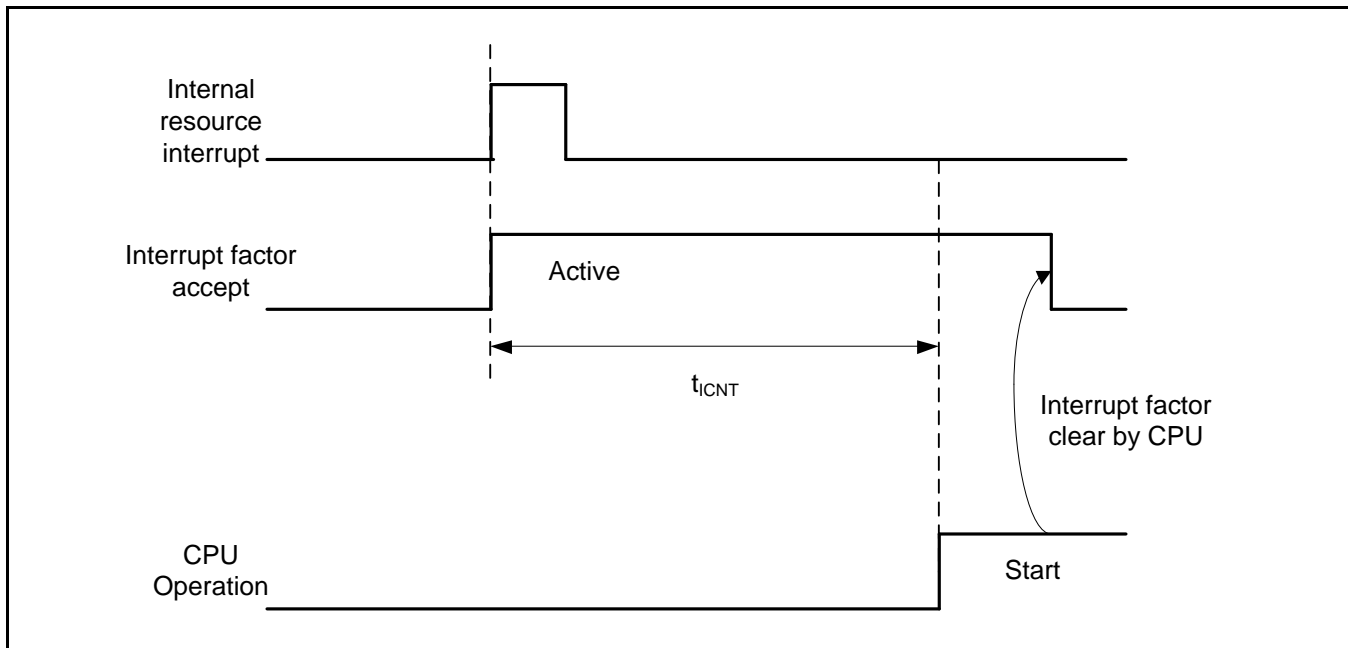 Internal
resource
interrupt
Interrupt factor
accept
Active
tICNT
Interrupt factor
clear by CPU
CPU
Operation
Start